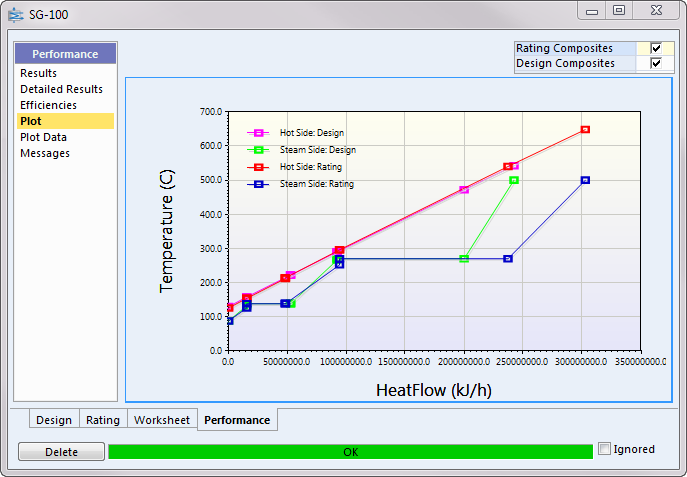 SG-100
Performance
Results
Detailed Results
Efficiencies
Plot
Plot Data
Messages
Rating Composites
Design Composites
700.0
600.0
500.0
400.0
300.0
200.0
100.0
0.0
Temperature (C)
Hot Side: Design
Steam Side: Design
Hot Side: Rating
Steam Side: Rating
0.0 50000000.0 100000000.0 150000000.0 200000000.0 250000000.0 300000000.0 350000000.0
HeatFlow (kJ/h)
Design Rating Worksheet Performance
Delete OK Ignored